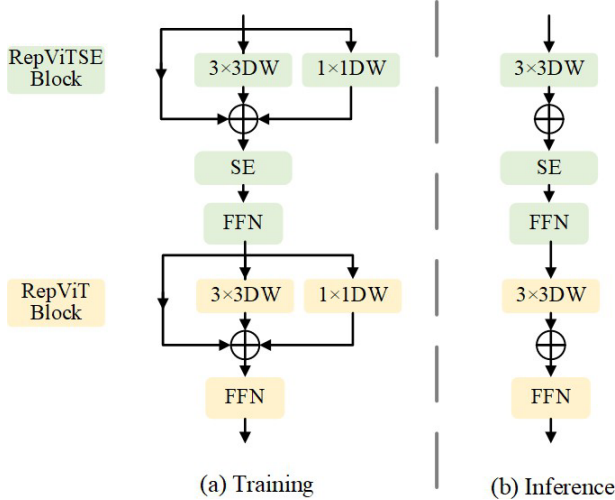 RepViTSE
Block
3×3DW
1×1DW
3×3DW
SE
SE
FFN
FFN
RepViT
Block
3×3DW
1×1DW
3×3DW
FFN
FFN
(a) Training
(b) Inference